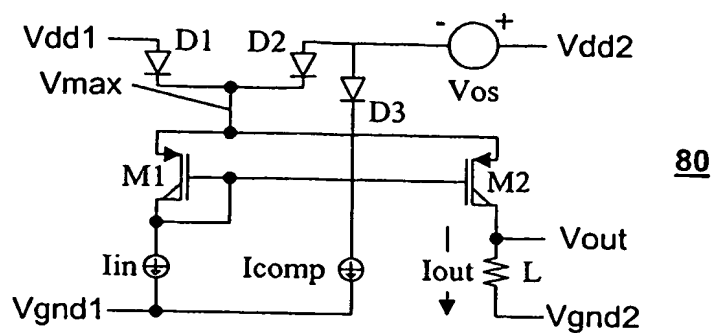 Vdd1 D1 D2 - + Vdd2
Vmax Vos
D3
M1 M2 80
Vout
Iin Icomp Iout L
Vgnd1 Vgnd2